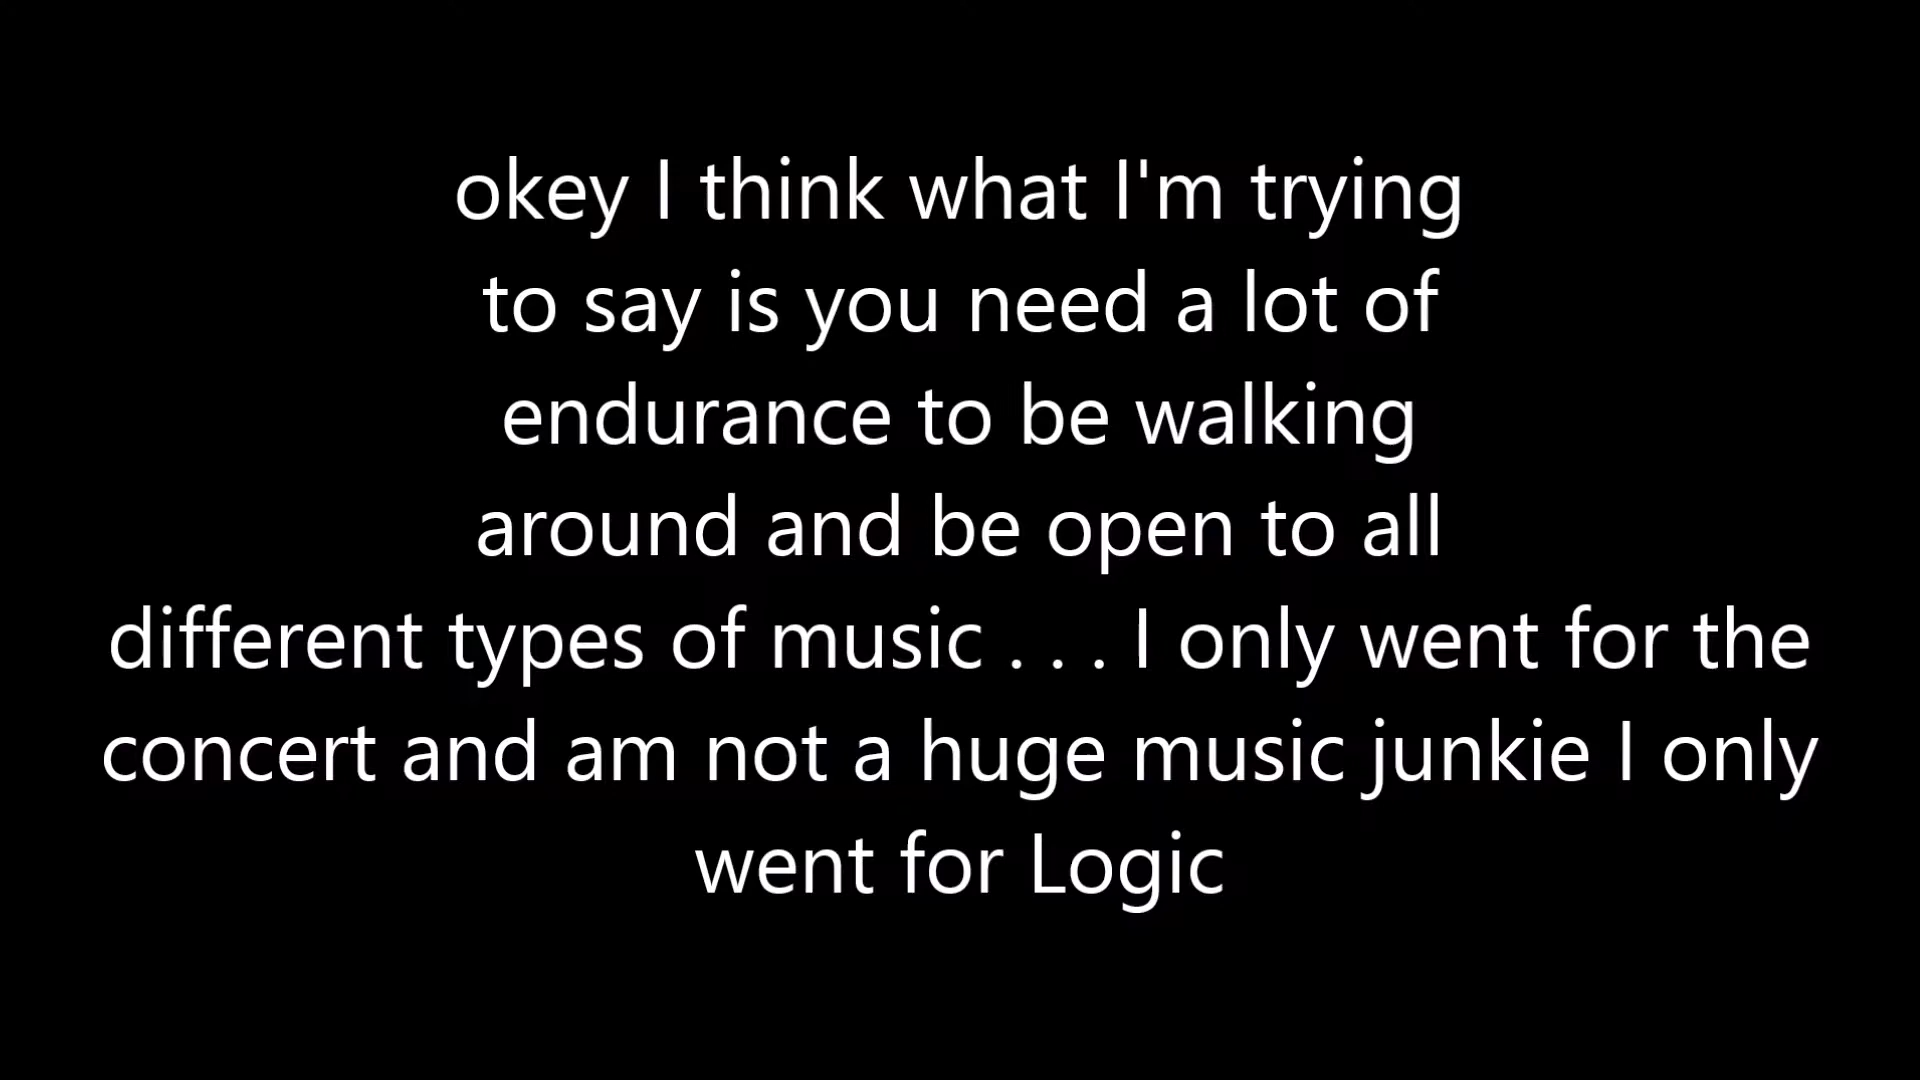 okey I think what I'm trying
to say is you need a lot of
endurance to be walking
around and be open to all
different types of music . . . I only went for the
concert and am not a huge music junkie I only
went for Logic